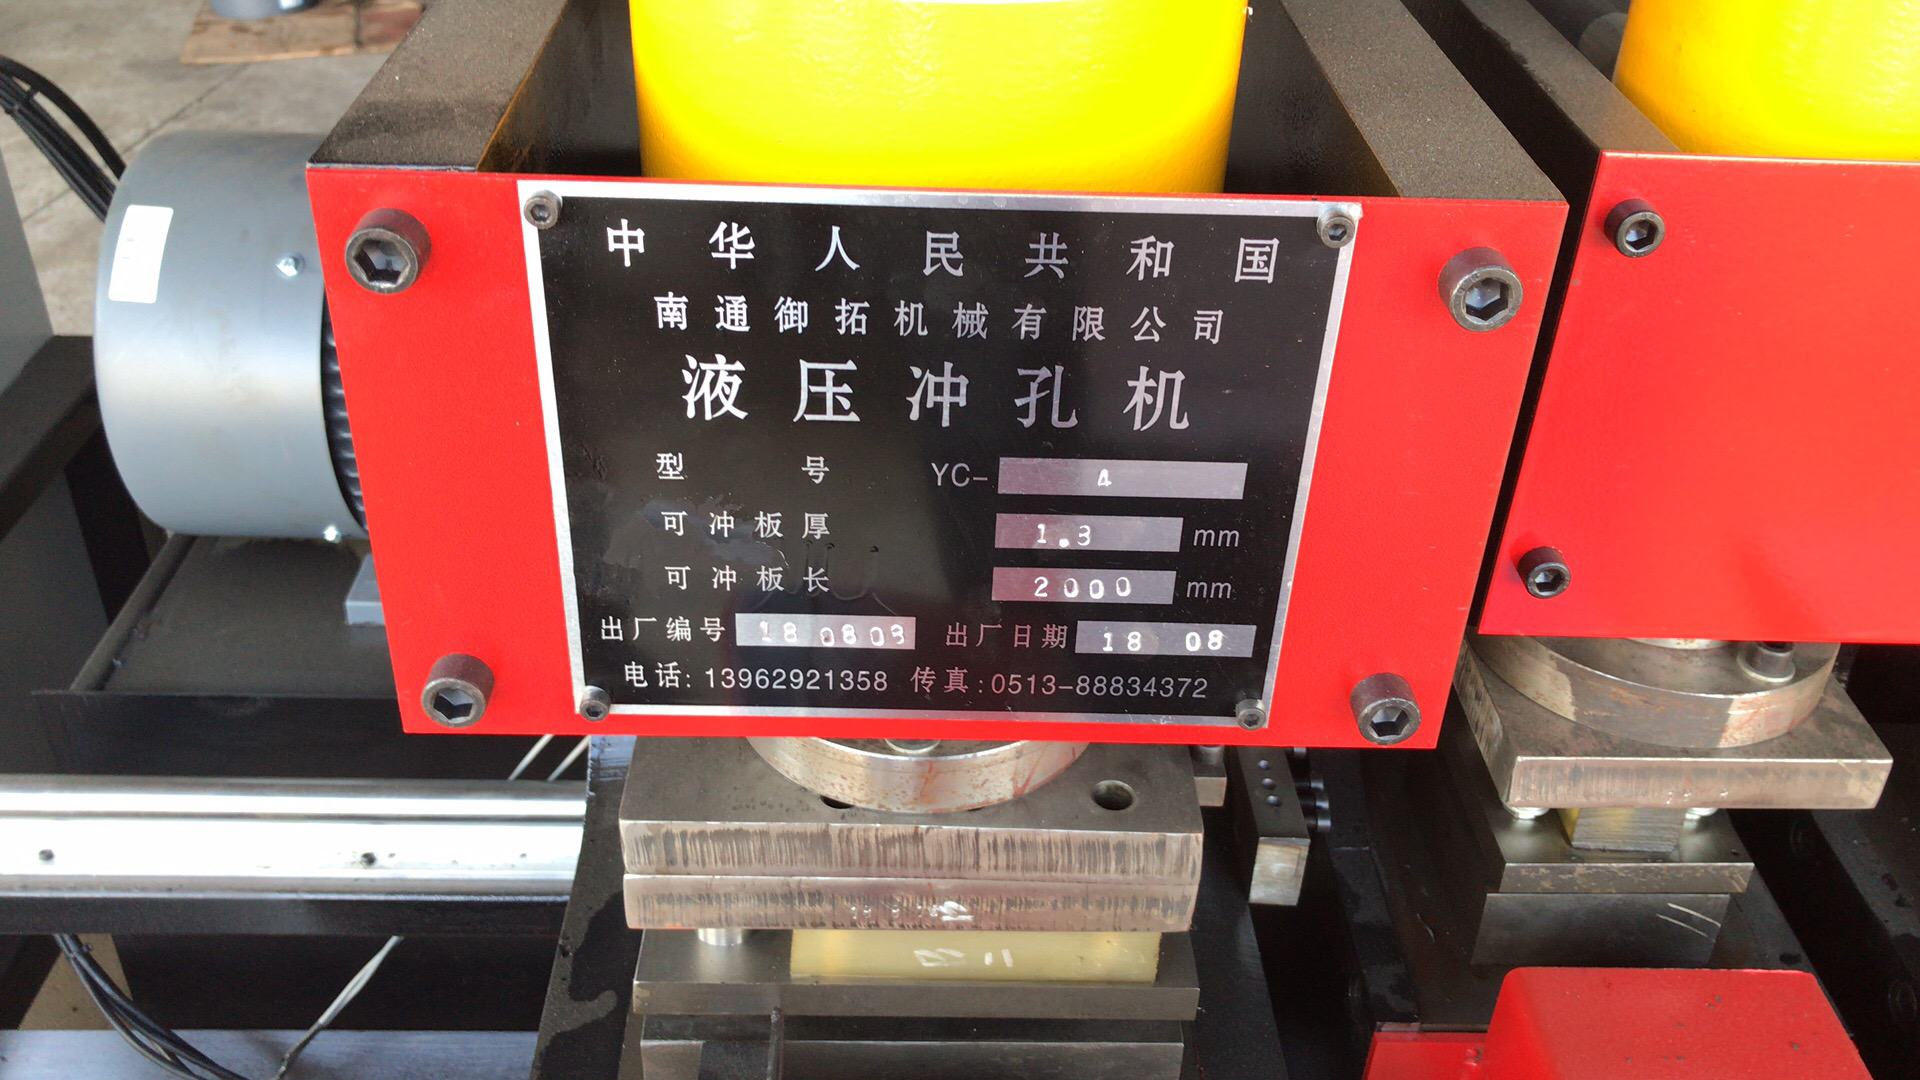 中华人民共和国
南通御拓机械有限公司
液压冲孔机
型号 YC- 4
可冲板厚 1.3 mm
可冲板长 2000 mm
出厂编号 180803 出厂日期 18 08
电话: 13962921358 传真: 0513-88834372